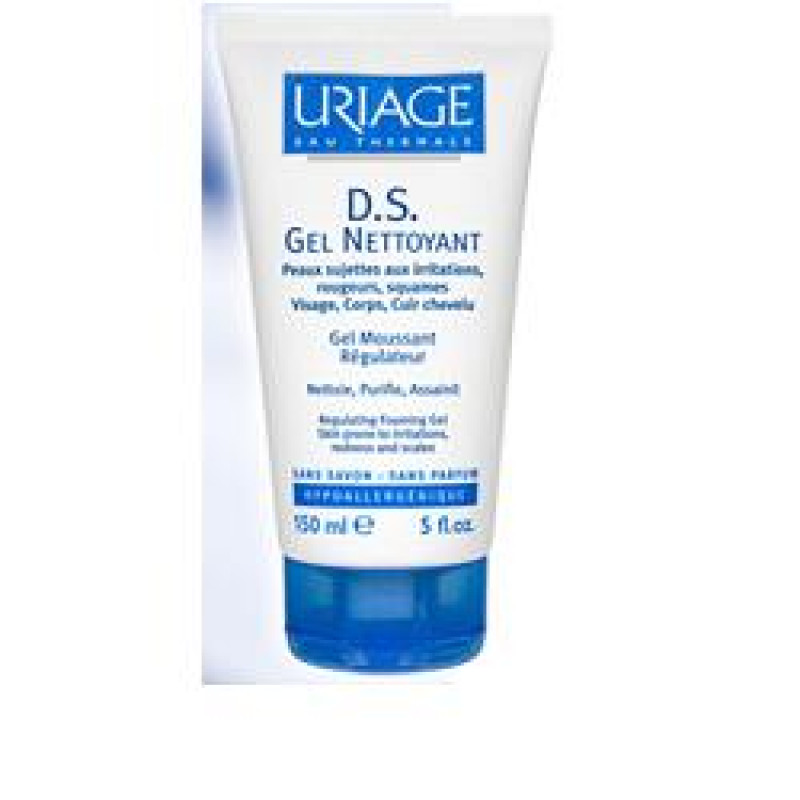 URIAGE
EAU THERMALE
D.S.
GEL NETTOYANT
Peaux sujettes aux irritations,
rougeurs, squames
Visage, Corps, Cuir chevelu
Gel Moussant
Régulateur
Nettoie, Purifie, Assainit
Regulating Foaming Gel
Skin prone to irritations,
redness and scales
SANS SAVON - SANS PARFUM
HYPOALLERGÉNIQUE
150 ml ℮ 5 fl.oz.